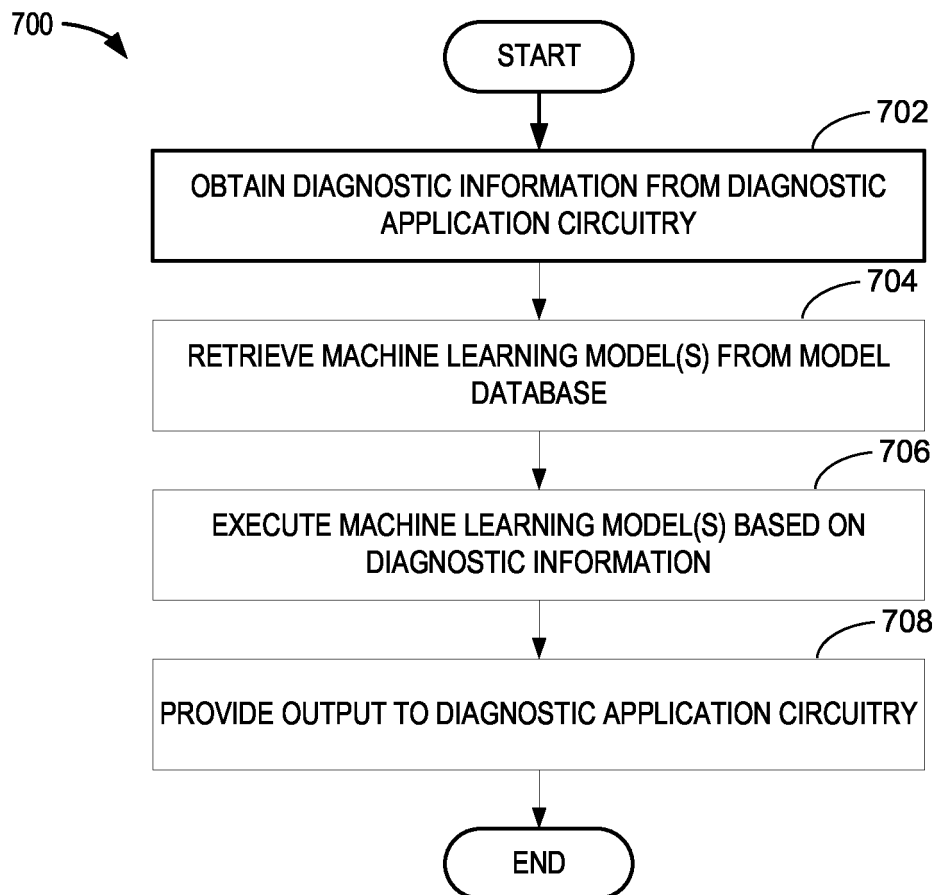 700
START
702
OBTAIN DIAGNOSTIC INFORMATION FROM DIAGNOSTIC
APPLICATION CIRCUITRY
704
RETRIEVE MACHINE LEARNING MODEL(S) FROM MODEL
DATABASE
706
EXECUTE MACHINE LEARNING MODEL(S) BASED ON
DIAGNOSTIC INFORMATION
708
PROVIDE OUTPUT TO DIAGNOSTIC APPLICATION CIRCUITRY
END